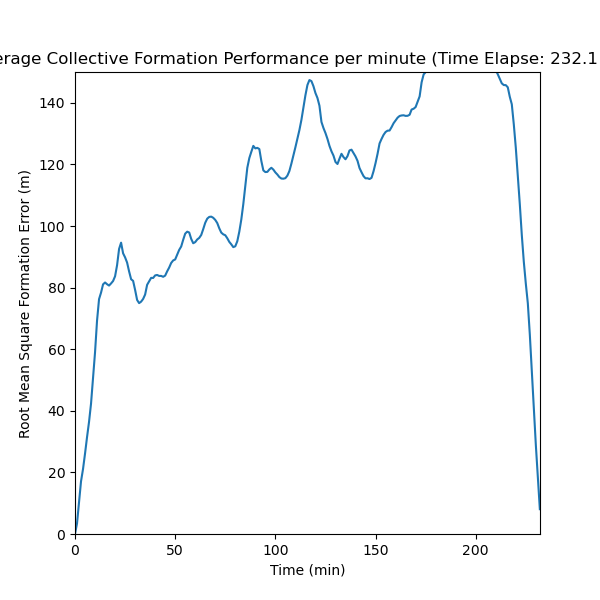 erage Collective Formation Performance per minute (Time Elapse: 232.1
140
120
100
80
60
40
20
0
Root Mean Square Formation Error (m)
0 50 100 150 200
Time (min)